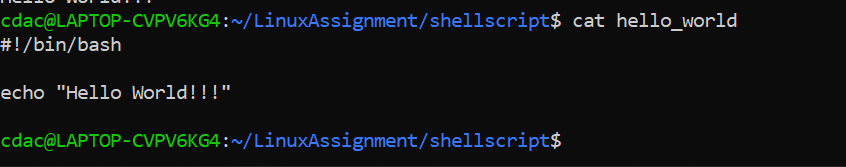 cdac@LAPTOP-CVPV6KG4:~/LinuxAssignment/shellscript$ cat hello_world
#!/bin/bash
echo "Hello World!!!"
cdac@LAPTOP-CVPV6KG4:~/LinuxAssignment/shellscript$